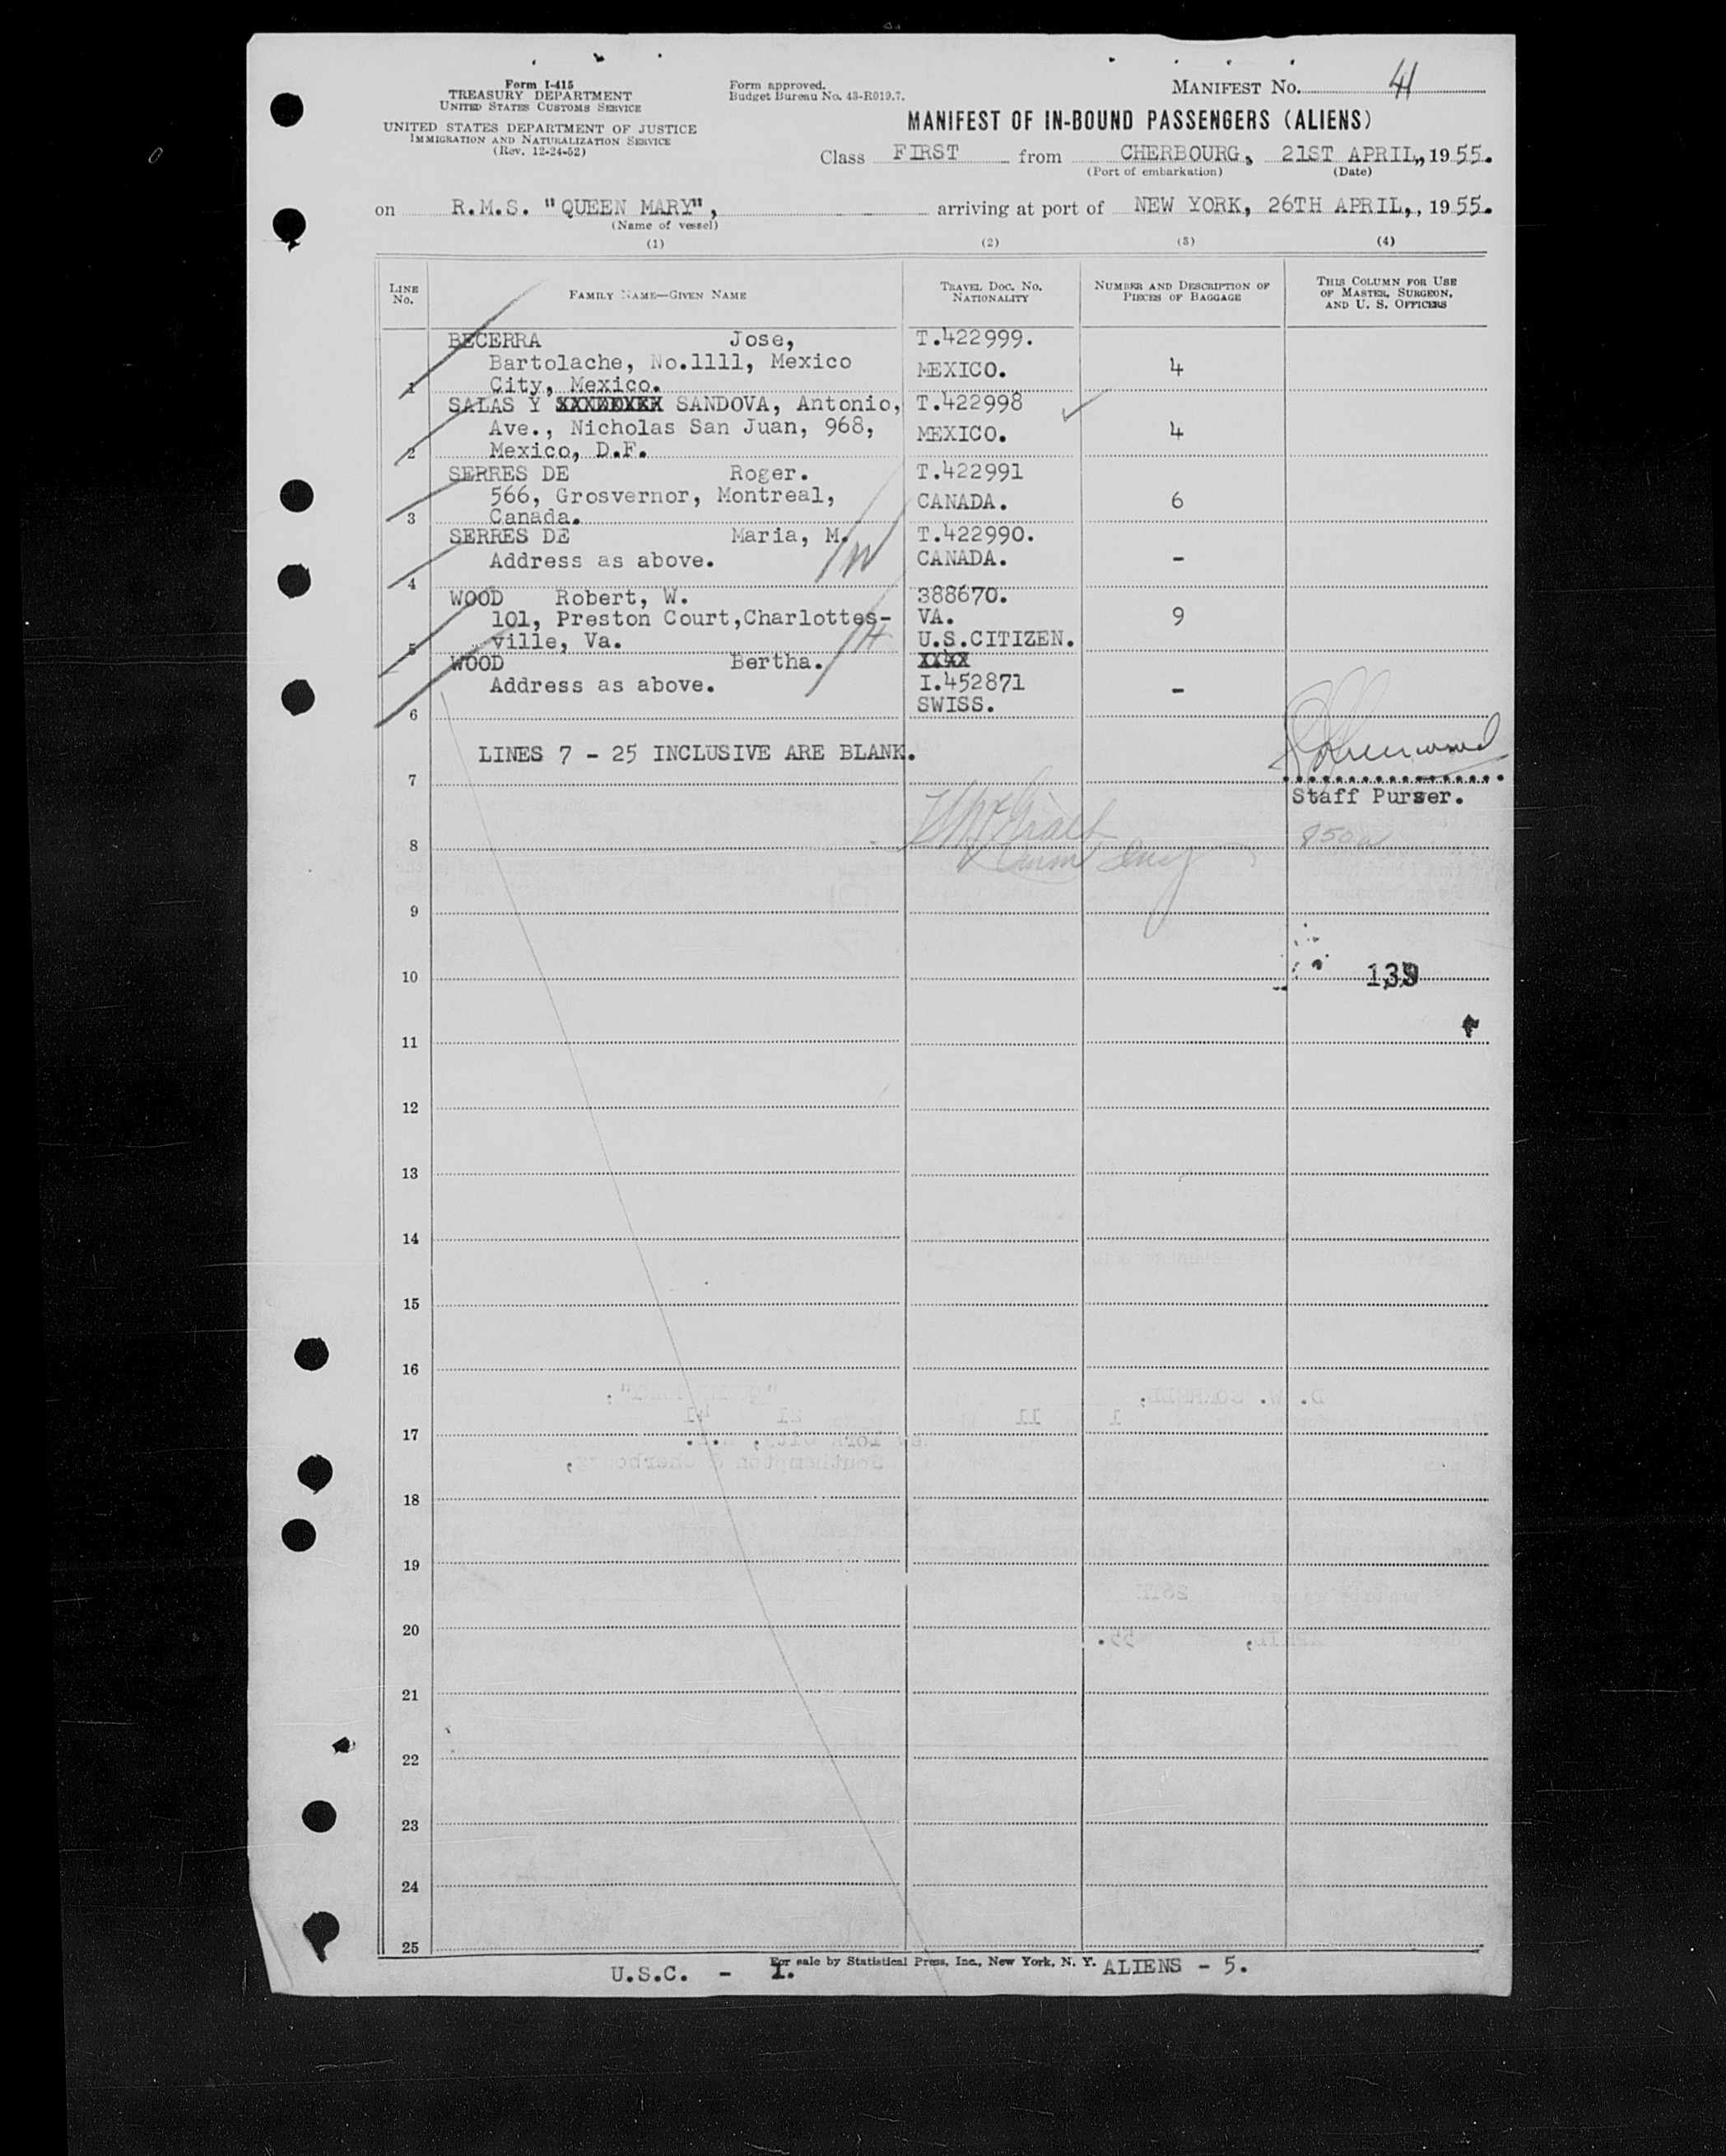 Form I-415
TREASURY DEPARTMENT
UNITED STATES CUSTOMS SERVICE
UNITED STATES DEPARTMENT OF JUSTICE
IMMIGRATION AND NATURALIZATION SERVICE
(Rev. 12-24-52)
Form approved.
Budget Bureau No. 43-R019.7.
MANIFEST No. 41
MANIFEST OF IN-BOUND PASSENGERS (ALIENS)
Class FIRST from CHERBOURG, 21ST APRIL,, 1955.
(Port of embarkation) (Date)
on R.M.S. "QUEEN MARY", arriving at port of NEW YORK, 26TH APRIL,, 1955.
(Name of vessel)
(1) (2) (3) (4)
LINE No. FAMILY NAME—GIVEN NAME TRAVEL DOC. NO. NATIONALITY NUMBER AND DESCRIPTION OF PIECES OF BAGGAGE THIS COLUMN FOR USE OF MASTER, SURGEON, AND U. S. OFFICERS
BECERRA Jose, T.422999.
Bartolache, No.1111, Mexico MEXICO. 4
1 City, Mexico.
SALAS Y SANDOVA, Antonio, T.422998
Ave., Nicholas San Juan, 968, MEXICO. 4
2 Mexico, D.F.
SERRES DE Roger. T.422991
566, Grosvernor, Montreal, CANADA. 6
3 Canada.
SERRES DE Maria, M. T.422990.
Address as above. CANADA. -
4
WOOD Robert, W. 388670.
101, Preston Court,Charlottes- VA. 9
5 ville, Va. U.S.CITIZEN.
WOOD Bertha. XXXX
Address as above. I.452871 -
6 SWISS.
LINES 7 - 25 INCLUSIVE ARE BLANK.
7
Staff Purser.
8
9
10 139
11
12
13
14
15
16
17
18
19
20
21
22
23
24
25
For sale by Statistical Press, Inc., New York, N. Y.
U.S.C. - 1. ALIENS - 5.